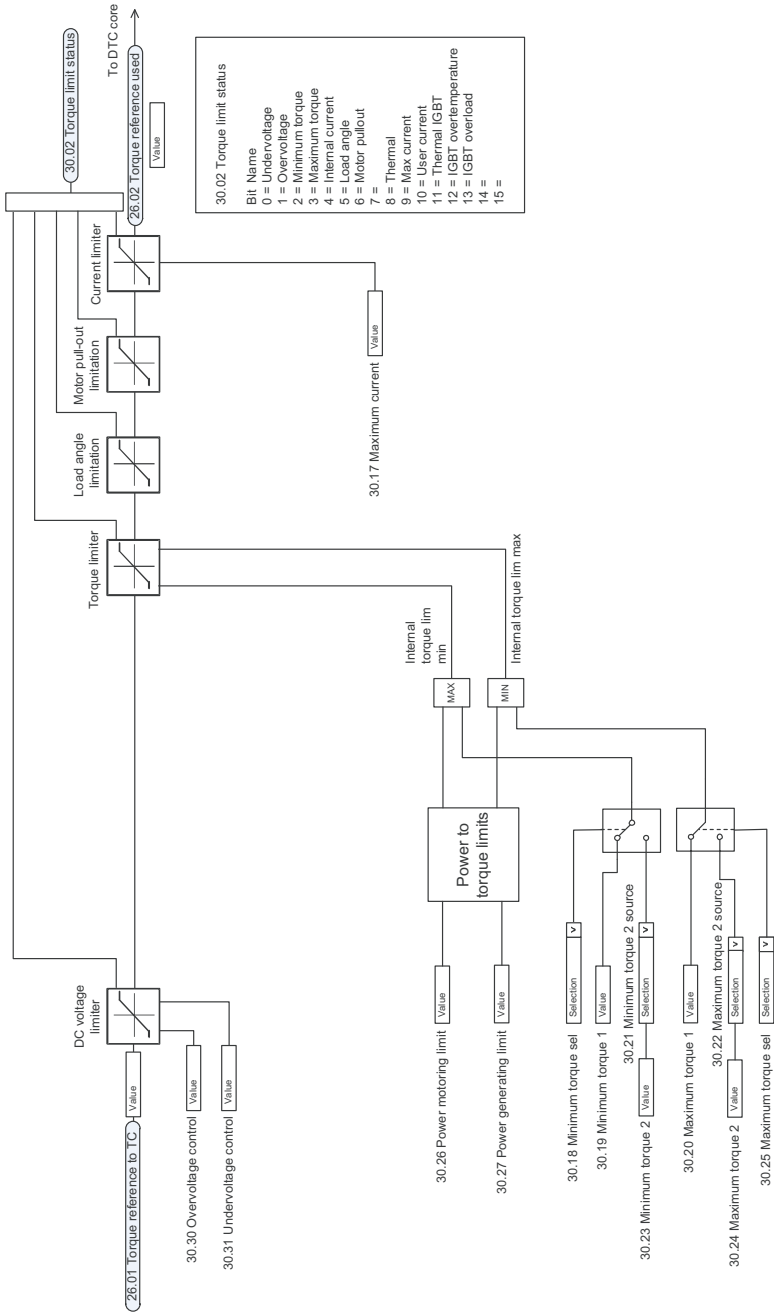 30.02 Torque limit status
To DTC core
26.02 Torque reference used
Value
30.02 Torque limit status
Bit Name
0 = Undervoltage
1 = Overvoltage
2 = Minimum torque
3 = Maximum torque
4 = Internal current
5 = Load angle
6 = Motor pullout
7 =
8 = Thermal
9 = Max current
10 = User current
11 = Thermal IGBT
12 = IGBT overtemperature
13 = IGBT overload
14 =
15 =
Current limiter
Motor pull-out
limitation
Load angle
limitation
Torque limiter
30.17 Maximum current
Value
DC voltage
limiter
26.01 Torque reference to TC
Value
30.30 Overvoltage control
Value
30.31 Undervoltage control
Value
Internal
torque lim
min
MAX
Internal torque lim max
MIN
Power to
torque limits
30.26 Power motoring limit
Value
30.27 Power generating limit
Value
30.18 Minimum torque sel
Selection
v
30.19 Minimum torque 1
Value
30.21 Minimum torque 2 source
Selection
v
30.23 Minimum torque 2
Value
30.20 Maximum torque 1
Value
30.22 Maximum torque 2 source
Selection
v
30.24 Maximum torque 2
Value
30.25 Maximum torque sel
Selection
v